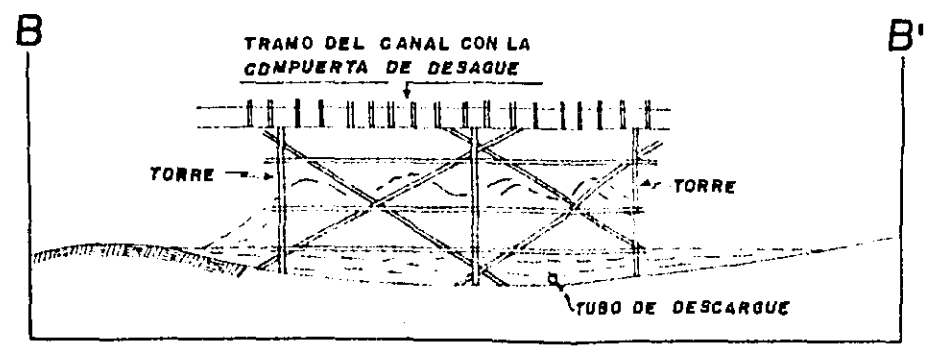 B
B'
TRAMO DEL CANAL CON LA
COMPUERTA DE DESAGUE
TORRE
TORRE
TUBO DE DESCARGUE